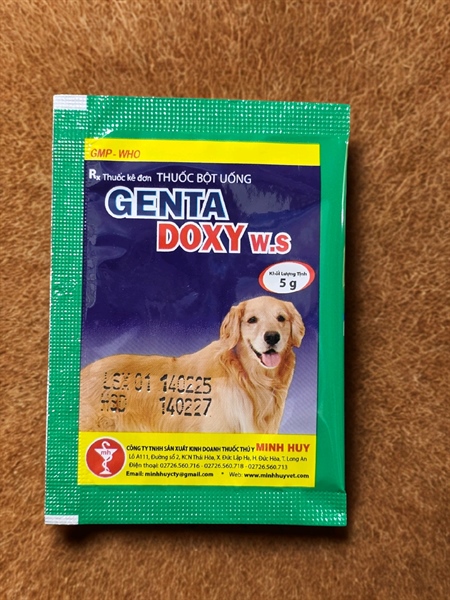 GMP - WHO
Rx Thuốc kê đơn THUỐC BỘT UỐNG
GENTA
DOXY W.S
Khối Lượng Tịnh
5 g
LSX 01 140225
HSD 140227
mh
CÔNG TY TNHH SẢN XUẤT KINH DOANH THUỐC THÚ Y MINH HUY
Lô A111, Đường số 2, KCN Thái Hòa, X. Đức Lập Hạ, H. Đức Hòa, T. Long An
Điện thoại: 02726.560.716 - 02726.560.718 - 02726.560.713
Email: minhhuycty@gmail.com * Web: www.minhhuyvet.com